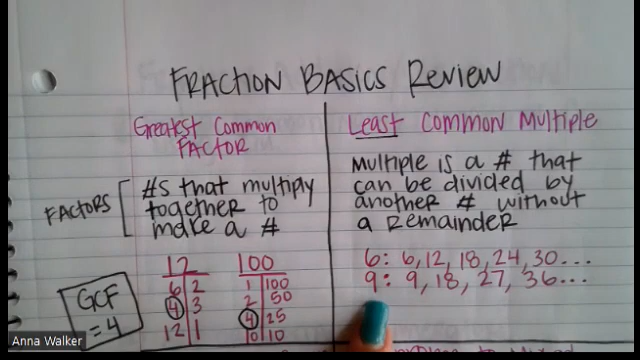 FRACTION BASICS REVIEW
Greatest Common
FACTOR
FACTORS
#s that multiply
together to
make a #
12
6 2
4 3
12 1
100
1 100
2 50
4 25
10 10
GCF
=4
Least Common Multiple
Multiple is a # that
can be divided by
another # without
a remainder
6: 6, 12, 18, 24, 30...
9: 9, 18, 27, 36...
Anna Walker